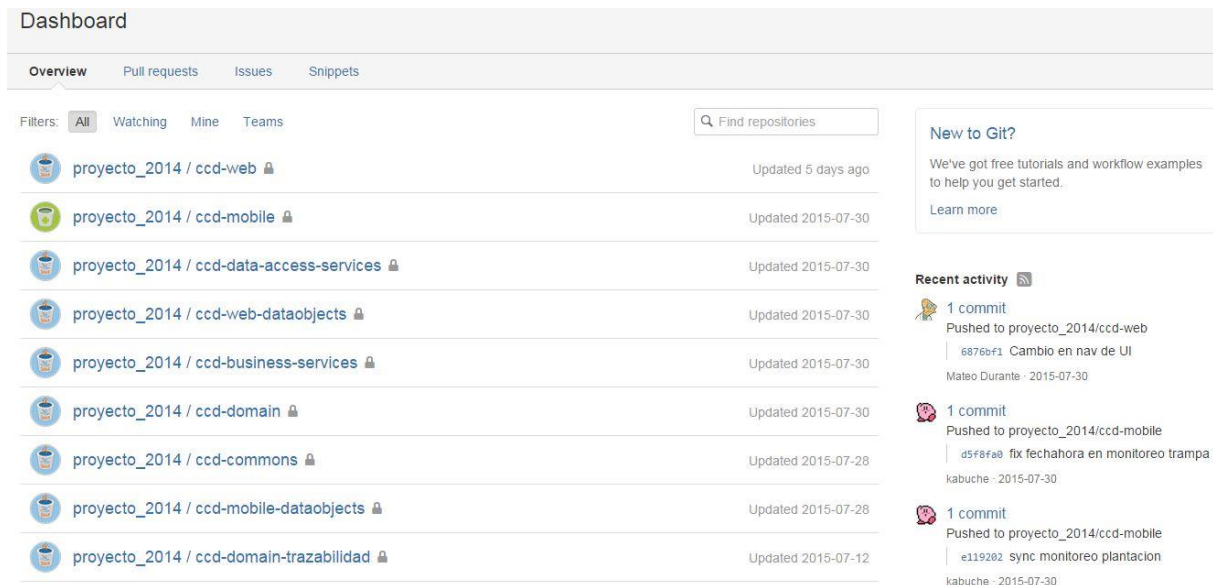 Dashboard
Overview Pull requests Issues Snippets
Filters: All Watching Mine Teams
Find repositories
proyecto_2014 / ccd-web Updated 5 days ago
proyecto_2014 / ccd-mobile Updated 2015-07-30
proyecto_2014 / ccd-data-access-services Updated 2015-07-30
proyecto_2014 / ccd-web-dataobjects Updated 2015-07-30
proyecto_2014 / ccd-business-services Updated 2015-07-30
proyecto_2014 / ccd-domain Updated 2015-07-30
proyecto_2014 / ccd-commons Updated 2015-07-28
proyecto_2014 / ccd-mobile-dataobjects Updated 2015-07-28
proyecto_2014 / ccd-domain-trazabilidad Updated 2015-07-12
New to Git?
We've got free tutorials and workflow examples
to help you get started.
Learn more
Recent activity
1 commit
Pushed to proyecto_2014/ccd-web
6876bf1 Cambio en nav de UI
Mateo Durante · 2015-07-30
1 commit
Pushed to proyecto_2014/ccd-mobile
d5f8fa0 fix fechahora en monitoreo trampa
kabuche · 2015-07-30
1 commit
Pushed to proyecto_2014/ccd-mobile
e119202 sync monitoreo plantacion
kabuche · 2015-07-30